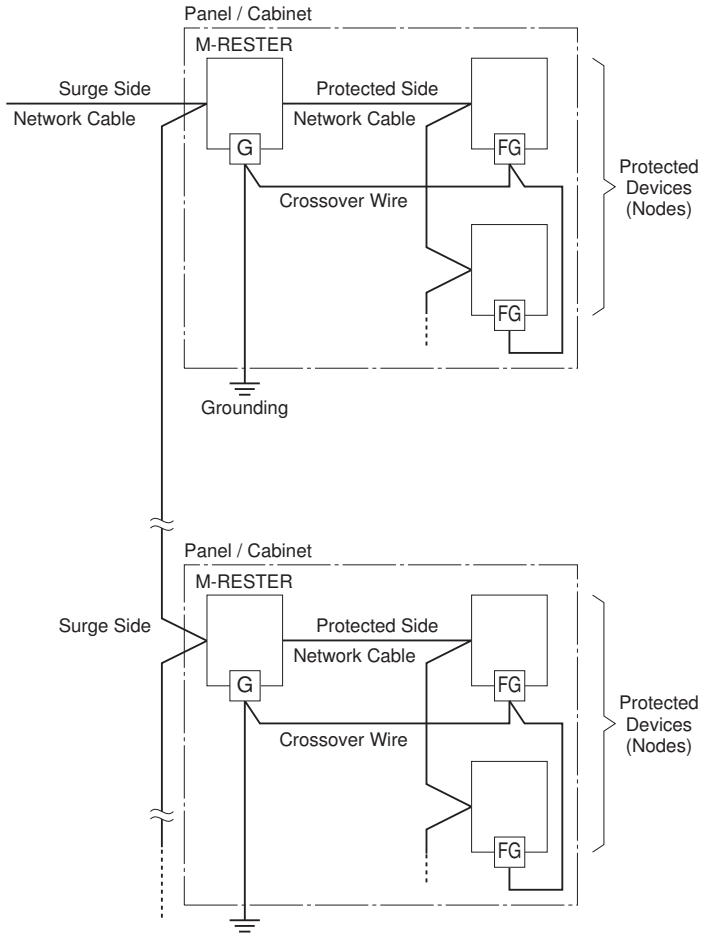 Panel / Cabinet
M-RESTER
Surge Side
Protected Side
Network Cable
Network Cable
G
FG
Crossover Wire
Protected
Devices
(Nodes)
FG
Grounding
Panel / Cabinet
M-RESTER
Surge Side
Protected Side
Network Cable
G
FG
Crossover Wire
Protected
Devices
(Nodes)
FG